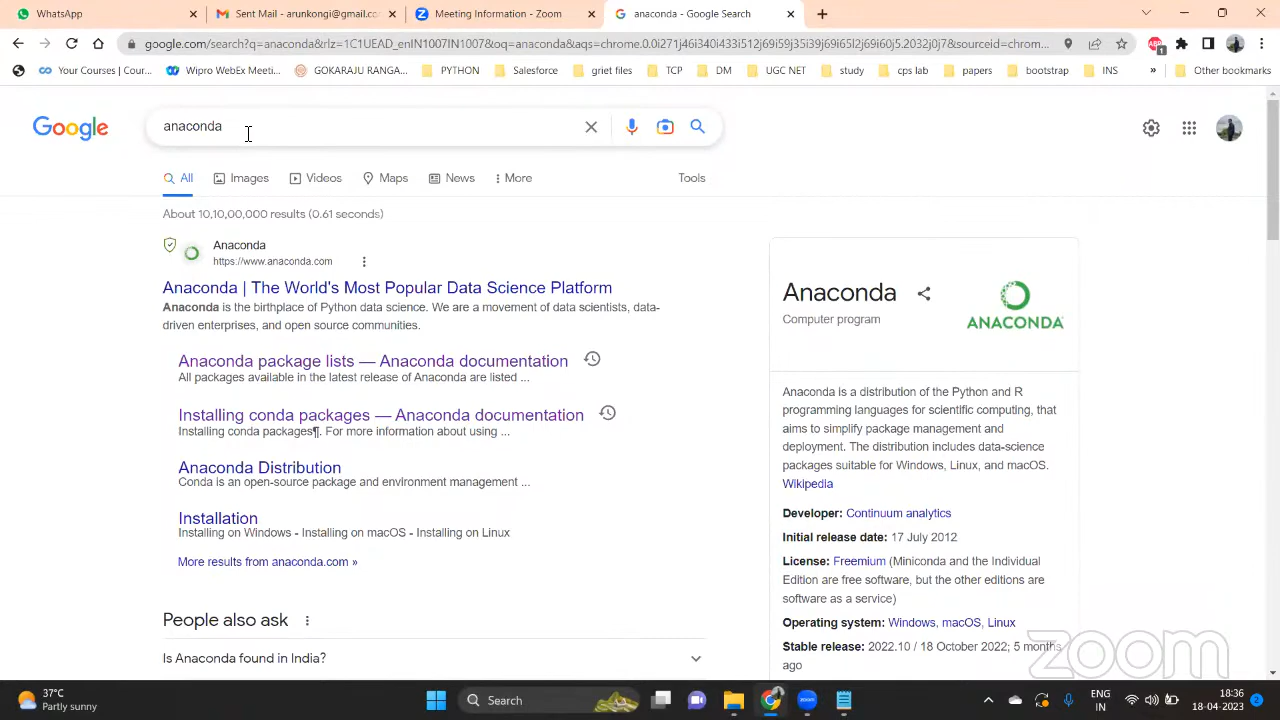 WhatsApp
Sent Mail - arunkongi@gmail.co
Meeting Information - Zoom
anaconda - Google Search
google.com/search?q=anaconda&rlz=1C1UEAD_enIN1007IN1007&oq=anaconda&aqs=chrome.0.0i271j46i340i433i512j69i59j35i39j69i65l2j69i60l5.2032j0j7&sourceid=chrom...
1
Your Courses | Cour...
Wipro WebEx Meeti...
GOKARAJU RANGA...
PYTHON
Salesforce
griet files
TCP
DM
UGC NET
study
cps lab
papers
bootstrap
INS
»
Other bookmarks
Google
anaconda
All
Images
Videos
Maps
News
More
Tools
About 10,10,00,000 results (0.61 seconds)
Anaconda
https://www.anaconda.com
Anaconda | The World's Most Popular Data Science Platform
Anaconda is the birthplace of Python data science. We are a movement of data scientists, data-
driven enterprises, and open source communities.
Anaconda package lists — Anaconda documentation
All packages available in the latest release of Anaconda are listed ...
Installing conda packages — Anaconda documentation
Installing conda packages¶. For more information about using ...
Anaconda Distribution
Conda is an open-source package and environment management ...
Installation
Installing on Windows - Installing on macOS - Installing on Linux
More results from anaconda.com »
People also ask
Is Anaconda found in India?
Anaconda
Computer program
ANACONDA
Anaconda is a distribution of the Python and R
programming languages for scientific computing, that
aims to simplify package management and
deployment. The distribution includes data-science
packages suitable for Windows, Linux, and macOS.
Wikipedia
Developer: Continuum analytics
Initial release date: 17 July 2012
License: Freemium (Miniconda and the Individual
Edition are free software, but the other editions are
software as a service)
Operating system: Windows, macOS, Linux
Stable release: 2022.10 / 18 October 2022; 5 months
ago
zoom
37°C
Partly sunny
Search
ENG
IN
18:36
18-04-2023
2